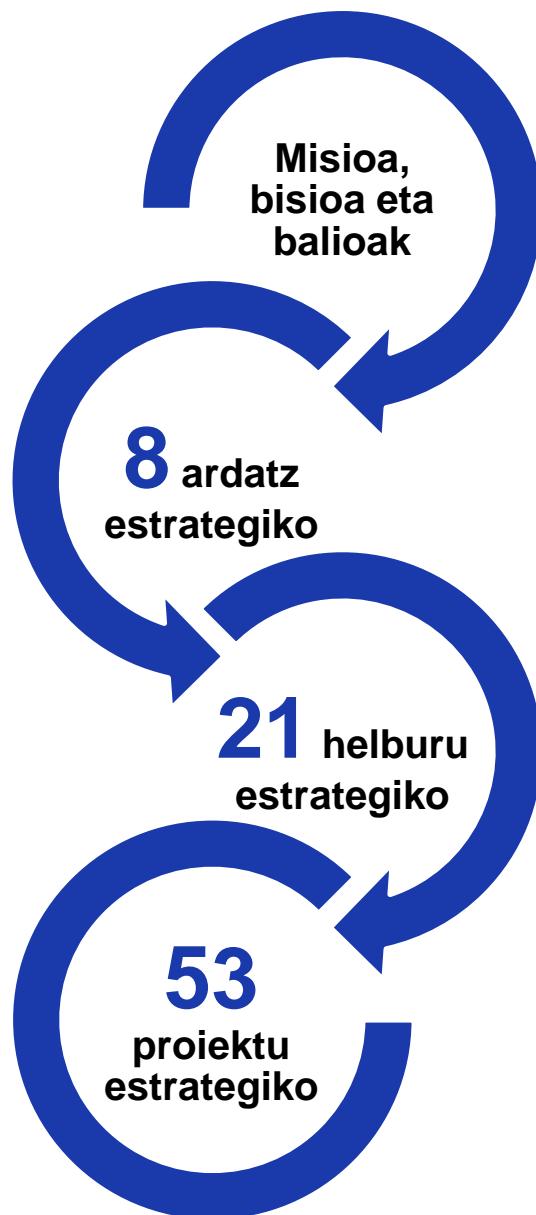 Misioa,
bisioa eta
balioak
8 ardatz
estrategiko
21 helburu
estrategiko
53
proiektu
estrategiko